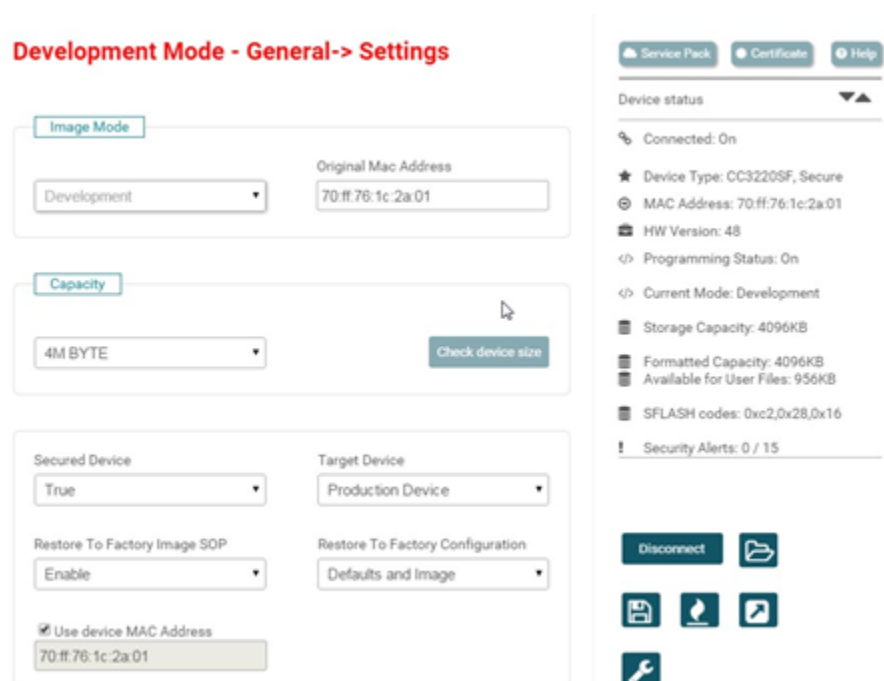 Development Mode - General-> Settings
Image Mode
Original Mac Address
Development
70:ff:76:1c:2a:01
Capacity
4M BYTE
Check device size
Secured Device
Target Device
True
Production Device
Restore To Factory Image SOP
Restore To Factory Configuration
Enable
Defaults and Image
Use device MAC Address
70:ff:76:1c:2a:01
Service Pack
Certificate
Help
Device status
Connected: On
Device Type: CC3220SF, Secure
MAC Address: 70:ff:76:1c:2a:01
HW Version: 48
Programming Status: On
Current Mode: Development
Storage Capacity: 4096KB
Formatted Capacity: 4096KB
Available for User Files: 956KB
SFLASH codes: 0xc2,0x28,0x16
Security Alerts: 0 / 15
Disconnect